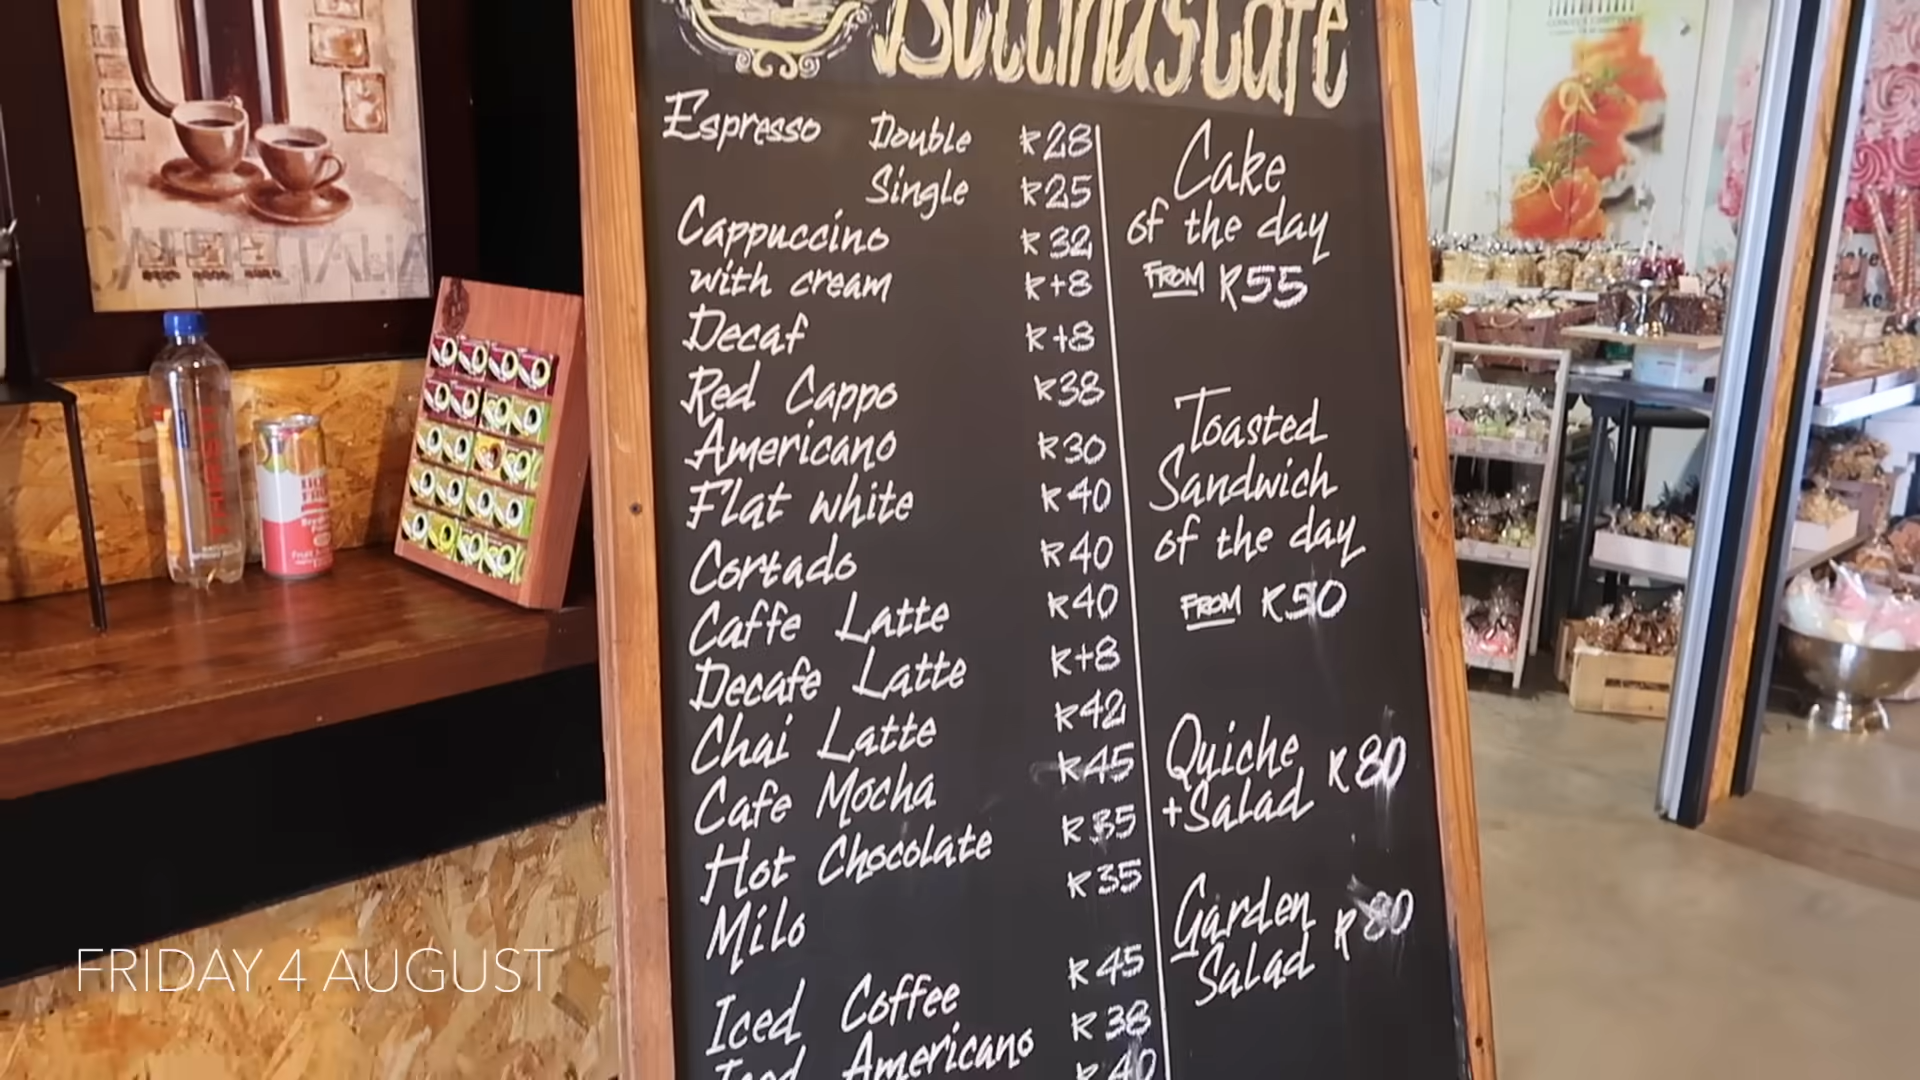 Espresso Double R28
Single R25
Cappuccino R32
with cream R+8
Decaf R+8
Red Cappo R38
Americano R30
Flat white R40
Cortado R40
Caffe Latte R40
Decafe Latte R+8
Chai Latte R42
Cafe Mocha R45
Hot Chocolate R35
Milo R35
Iced Coffee R45
Iced Americano R38
R40
Cake
of the day
FROM R55
Toasted
Sandwich
of the day
FROM R50
Quiche
+Salad R80
Garden
Salad R80
FRIDAY 4 AUGUST